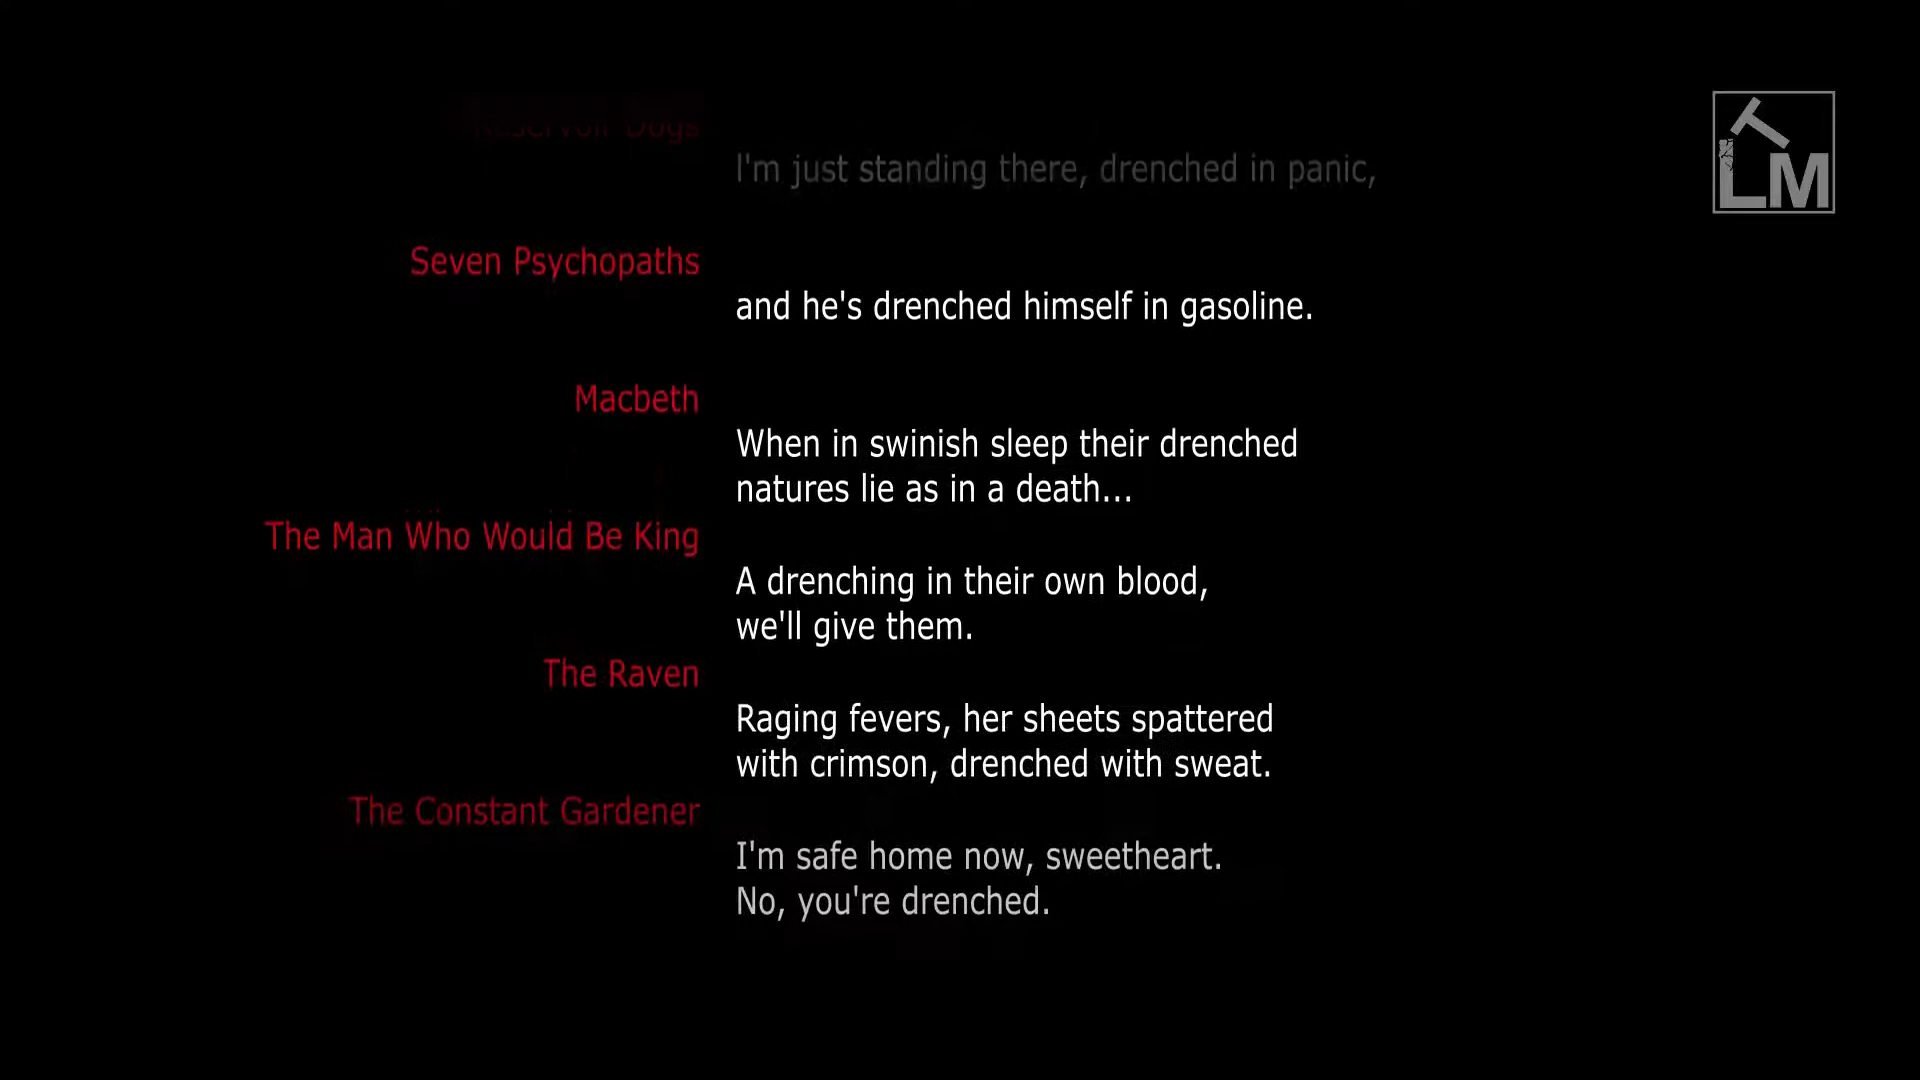 Reservoir Dogs
I'm just standing there, drenched in panic,
Seven Psychopaths
and he's drenched himself in gasoline.
Macbeth
When in swinish sleep their drenched
natures lie as in a death...
The Man Who Would Be King
A drenching in their own blood,
we'll give them.
The Raven
Raging fevers, her sheets spattered
with crimson, drenched with sweat.
The Constant Gardener
I'm safe home now, sweetheart.
No, you're drenched.
LTM